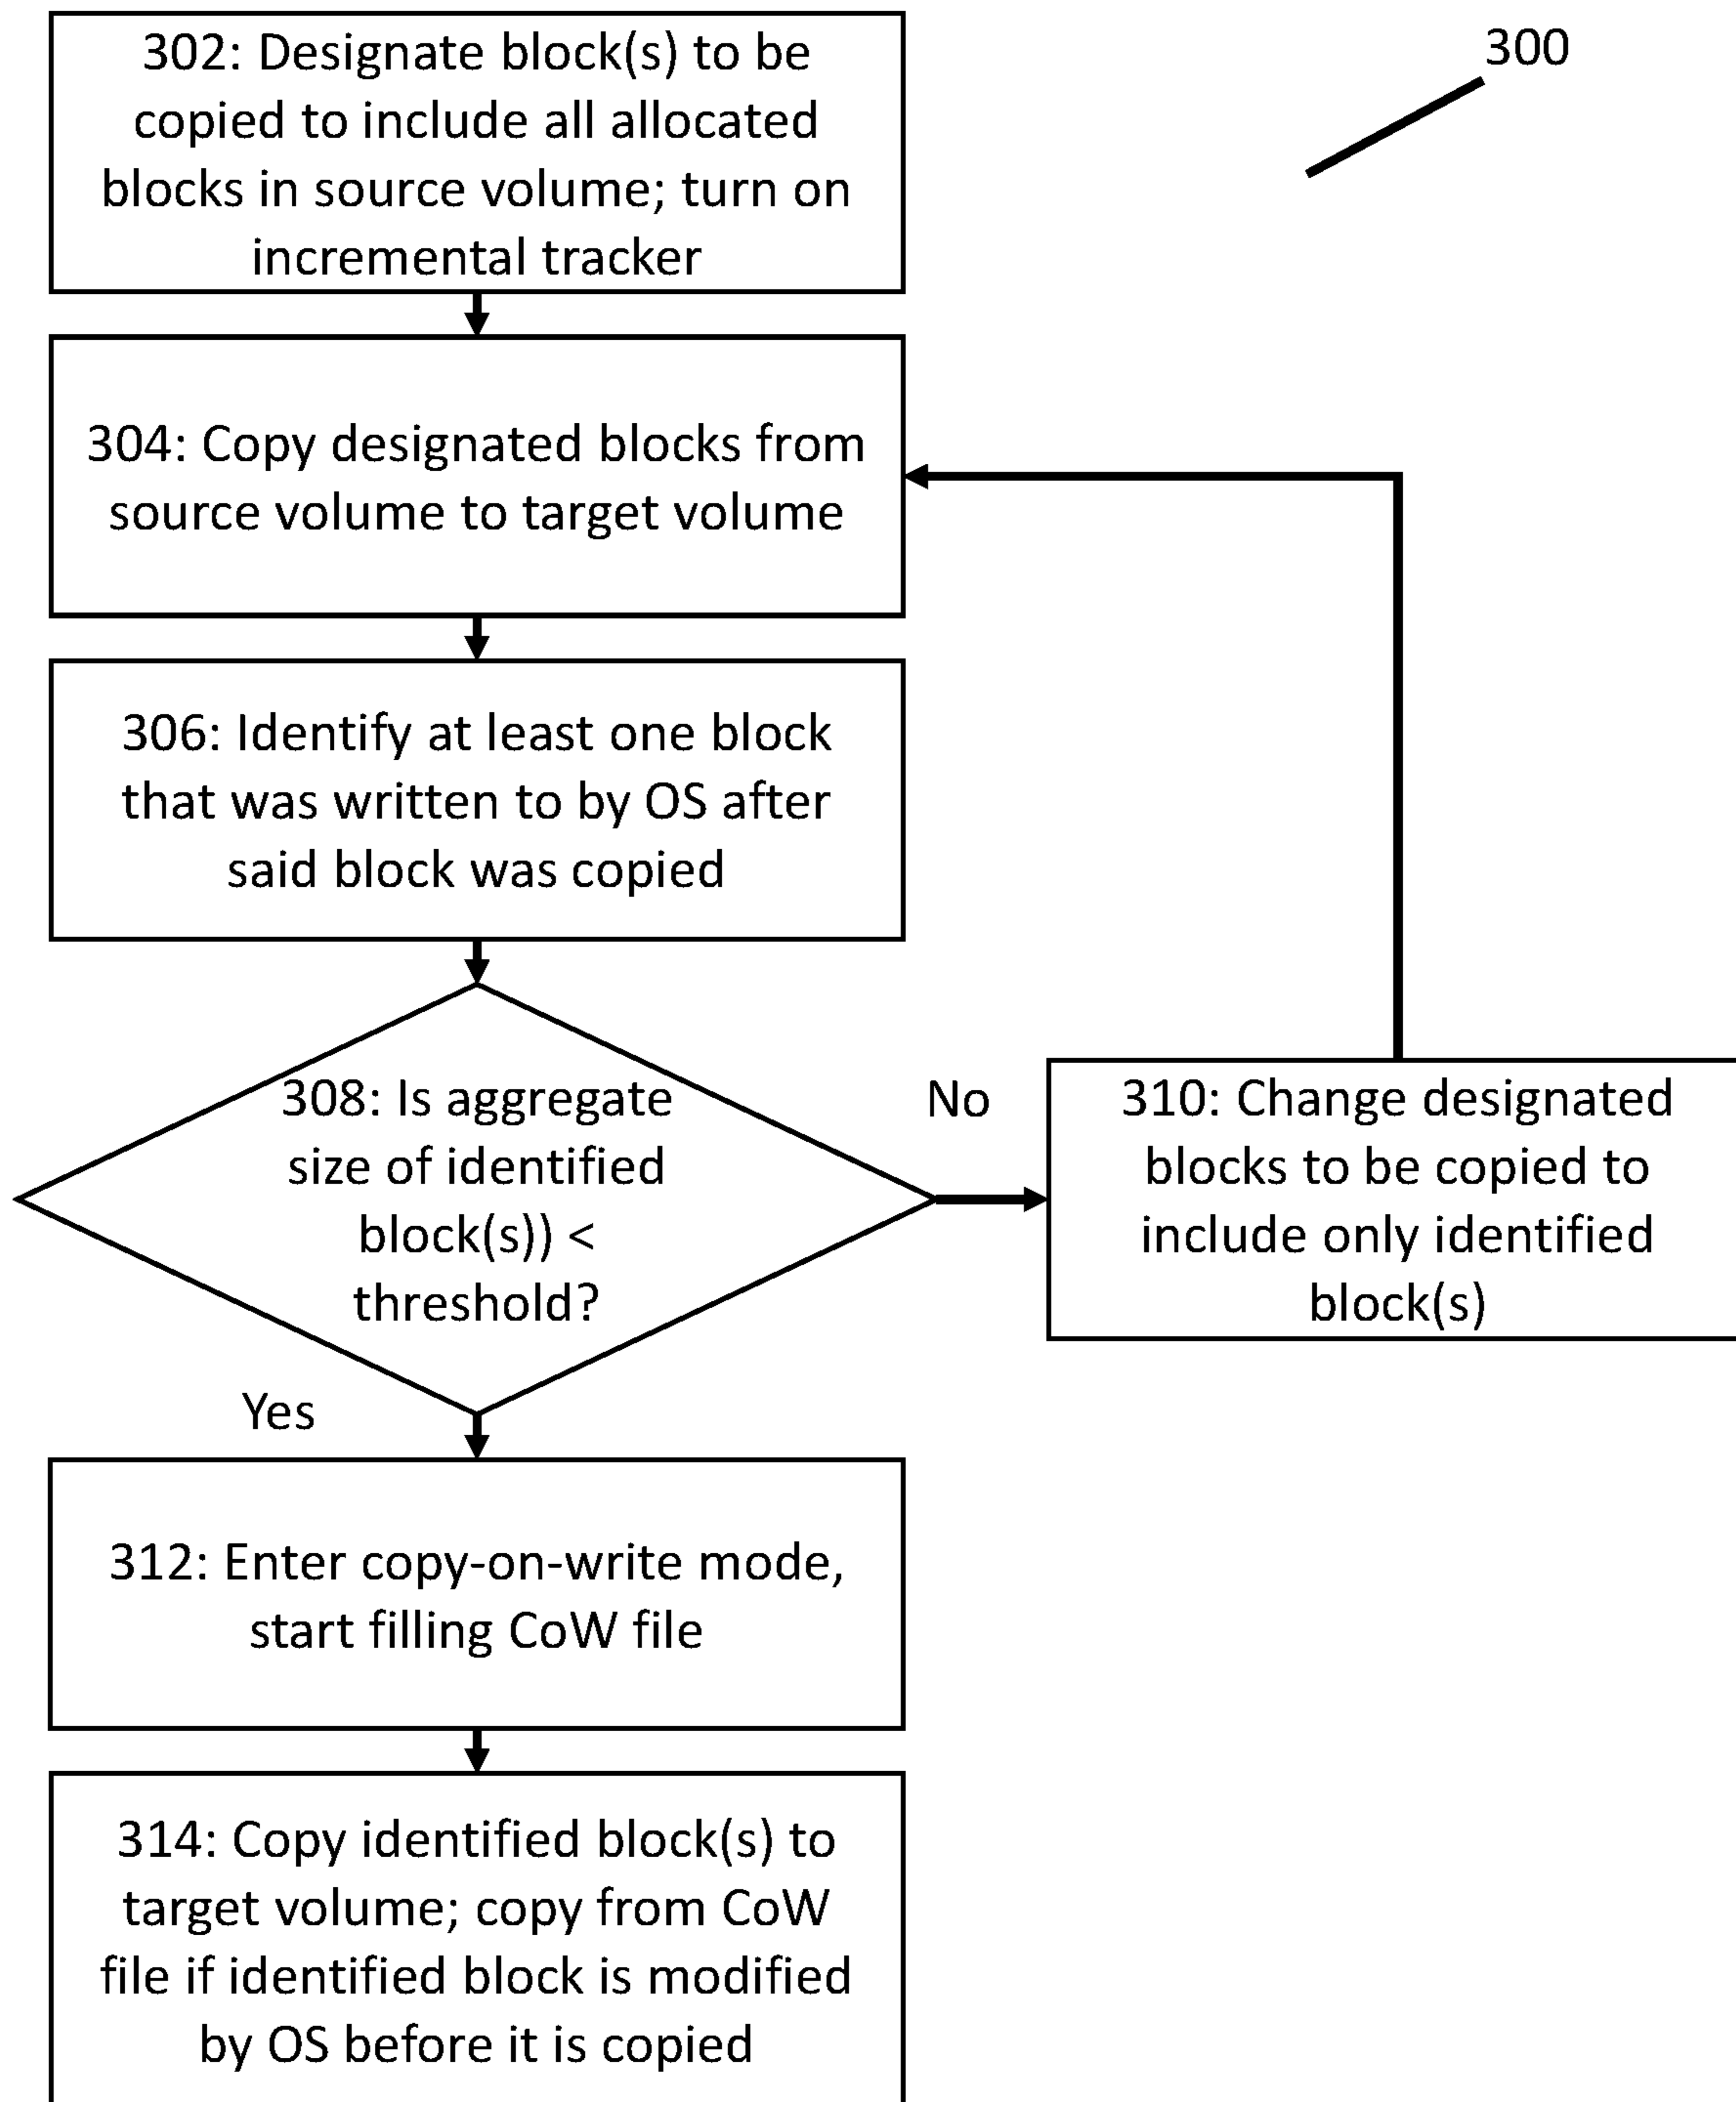 302: Designate block(s) to be
copied to include all allocated
blocks in source volume; turn on
incremental tracker
300
304: Copy designated blocks from
source volume to target volume
306: Identify at least one block
that was written to by OS after
said block was copied
308: Is aggregate
size of identified
block(s)) <
threshold?
No
310: Change designated
blocks to be copied to
include only identified
block(s)
Yes
312: Enter copy-on-write mode,
start filling CoW file
314: Copy identified block(s) to
target volume; copy from CoW
file if identified block is modified
by OS before it is copied